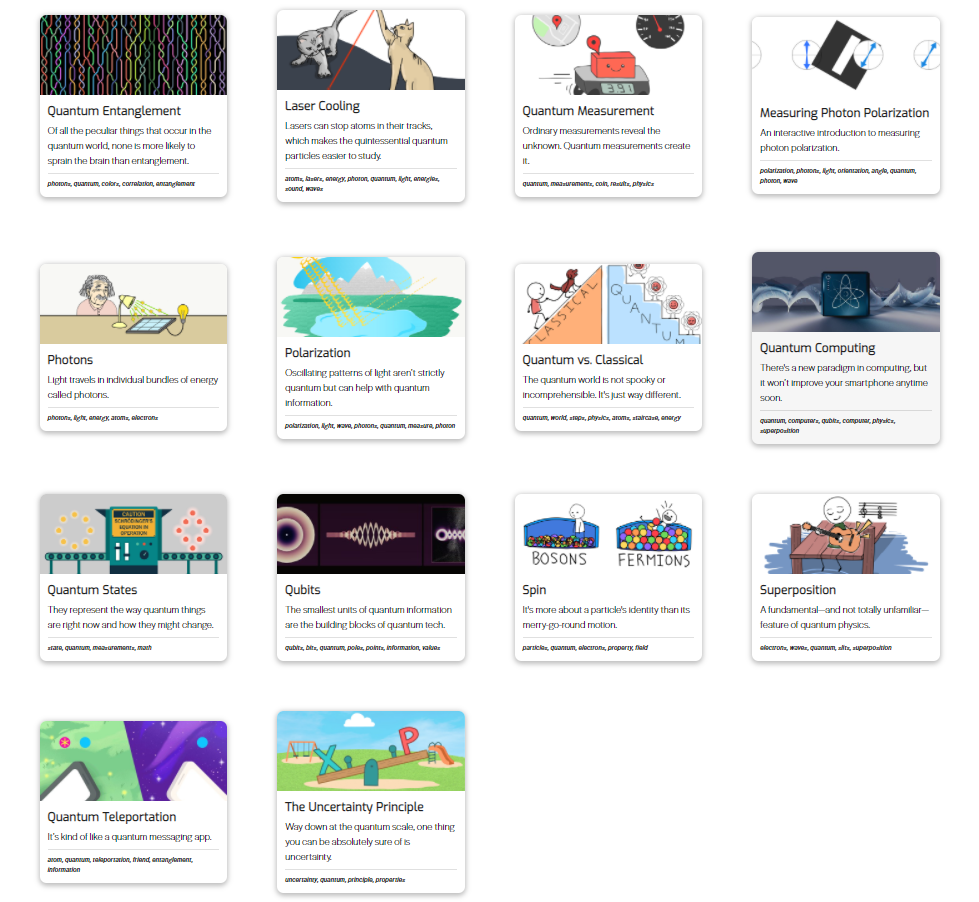 Quantum Entanglement
Of all the peculiar things that occur in the
quantum world, none is more likely to
sprain the brain than entanglement.
photons, quantum, colors, correlation, entanglement
Laser Cooling
Lasers can stop atoms in their tracks,
which makes the quintessential quantum
particles easier to study.
atoms, lasers, energy, photon, quantum, light, energies,
sound, waves
Quantum Measurement
Ordinary measurements reveal the
unknown. Quantum measurements create
it.
quantum, measurements, coin, results, physics
Measuring Photon Polarization
An interactive introduction to measuring
photon polarization.
polarization, photons, light, orientation, angle, quantum,
photon, wave
Photons
Light travels in individual bundles of energy
called photons.
photons, light, energy, atoms, electrons
Polarization
Oscillating patterns of light aren't strictly
quantum but can help with quantum
information.
polarization, light, wave, photons, quantum, measure, photon
CLASSICAL
QUANTUM
Quantum vs. Classical
The quantum world is not spooky or
incomprehensible. It's just way different.
quantum, world, steps, physics, atoms, staircase, energy
Quantum Computing
There's a new paradigm in computing, but
it won't improve your smartphone anytime
soon.
quantum, computers, qubits, computer, physics,
superposition
CAUTION
SCHRÖDINGER'S
EQUATION IN
OPERATION
Quantum States
They represent the way quantum things
are right now and how they might change.
state, quantum, measurements, math
Qubits
The smallest units of quantum information
are the building blocks of quantum tech.
qubits, bits, quantum, poles, points, information, values
BOSONS
FERMIONS
Spin
It's more about a particle's identity than its
merry-go-round motion.
particles, quantum, electrons, property, field
Superposition
A fundamental—and not totally unfamiliar—
feature of quantum physics.
electrons, waves, quantum, slits, superposition
Quantum Teleportation
It's kind of like a quantum messaging app.
atom, quantum, teleportation, friend, entanglement,
information
X P
The Uncertainty Principle
Way down at the quantum scale, one thing
you can be absolutely sure of is
uncertainty.
uncertainty, quantum, principle, properties